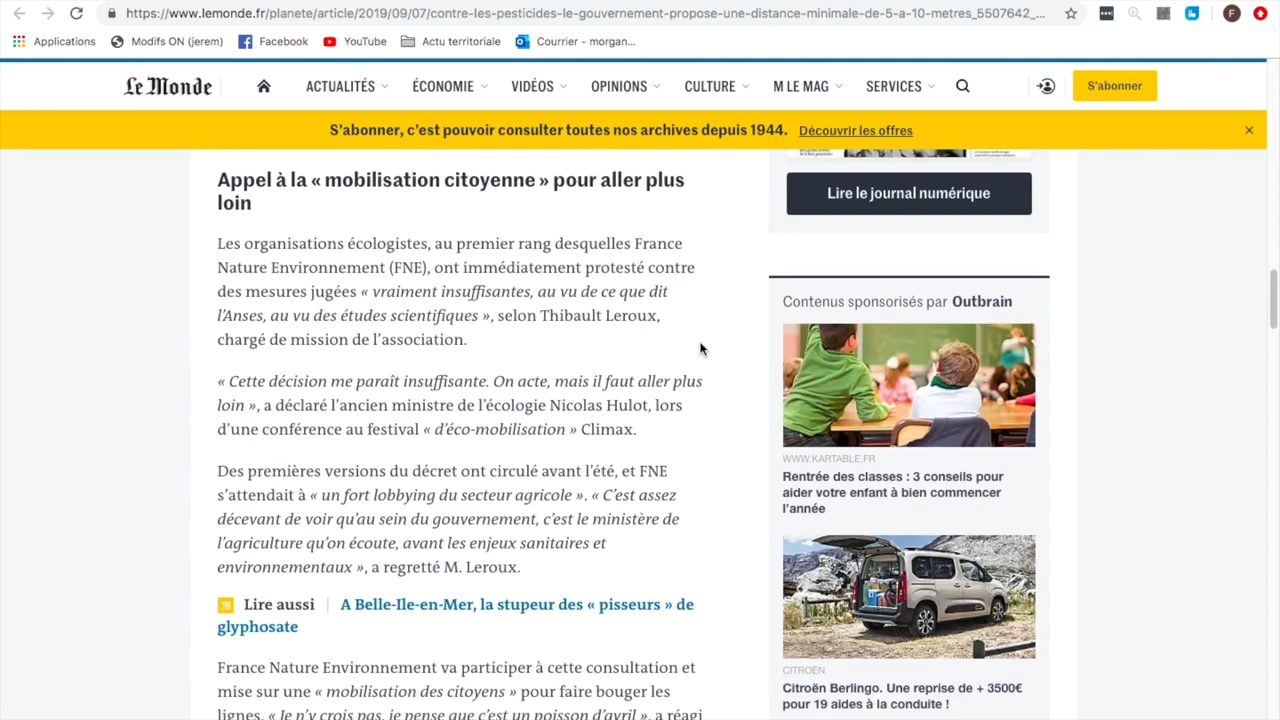 https://www.lemonde.fr/planete/article/2019/09/07/contre-les-pesticides-le-gouvernement-propose-une-distance-minimale-de-5-a-10-metres_5507642_...
F
Applications
Modifs ON (jerem)
Facebook
YouTube
Actu territoriale
Courrier - morgan...
Le Monde
ACTUALITÉS
ÉCONOMIE
VIDÉOS
OPINIONS
CULTURE
M LE MAG
SERVICES
S'abonner
S'abonner, c'est pouvoir consulter toutes nos archives depuis 1944. Découvrir les offres
Appel à la « mobilisation citoyenne » pour aller plus
loin
Les organisations écologistes, au premier rang desquelles France
Nature Environnement (FNE), ont immédiatement protesté contre
des mesures jugées « vraiment insuffisantes, au vu de ce que dit
l'Anses, au vu des études scientifiques », selon Thibault Leroux,
chargé de mission de l'association.
« Cette décision me paraît insuffisante. On acte, mais il faut aller plus
loin », a déclaré l'ancien ministre de l'écologie Nicolas Hulot, lors
d'une conférence au festival « d'éco-mobilisation » Climax.
Des premières versions du décret ont circulé avant l'été, et FNE
s'attendait à « un fort lobbying du secteur agricole ». « C'est assez
décevant de voir qu'au sein du gouvernement, c'est le ministère de
l'agriculture qu'on écoute, avant les enjeux sanitaires et
environnementaux », a regretté M. Leroux.
Lire aussi | A Belle-Ile-en-Mer, la stupeur des « pisseurs » de
glyphosate
France Nature Environnement va participer à cette consultation et
mise sur une « mobilisation des citoyens » pour faire bouger les
lignes. « Je n'y crois pas, je pense que c'est un poisson d'avril », a réagi
Lire le journal numérique
Contenus sponsorisés par Outbrain
WWW.KARTABLE.FR
Rentrée des classes : 3 conseils pour
aider votre enfant à bien commencer
l'année
CITROËN
Citroën Berlingo. Une reprise de + 3500€
pour 19 aides à la conduite !